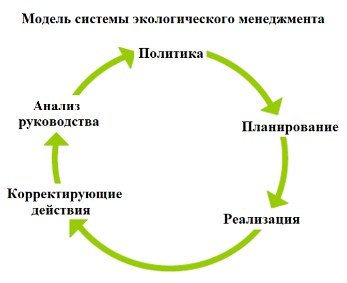 Модель системы экологического менеджмента
Политика
Планирование
Реализация
Корректирующие
действия
Анализ
руководства